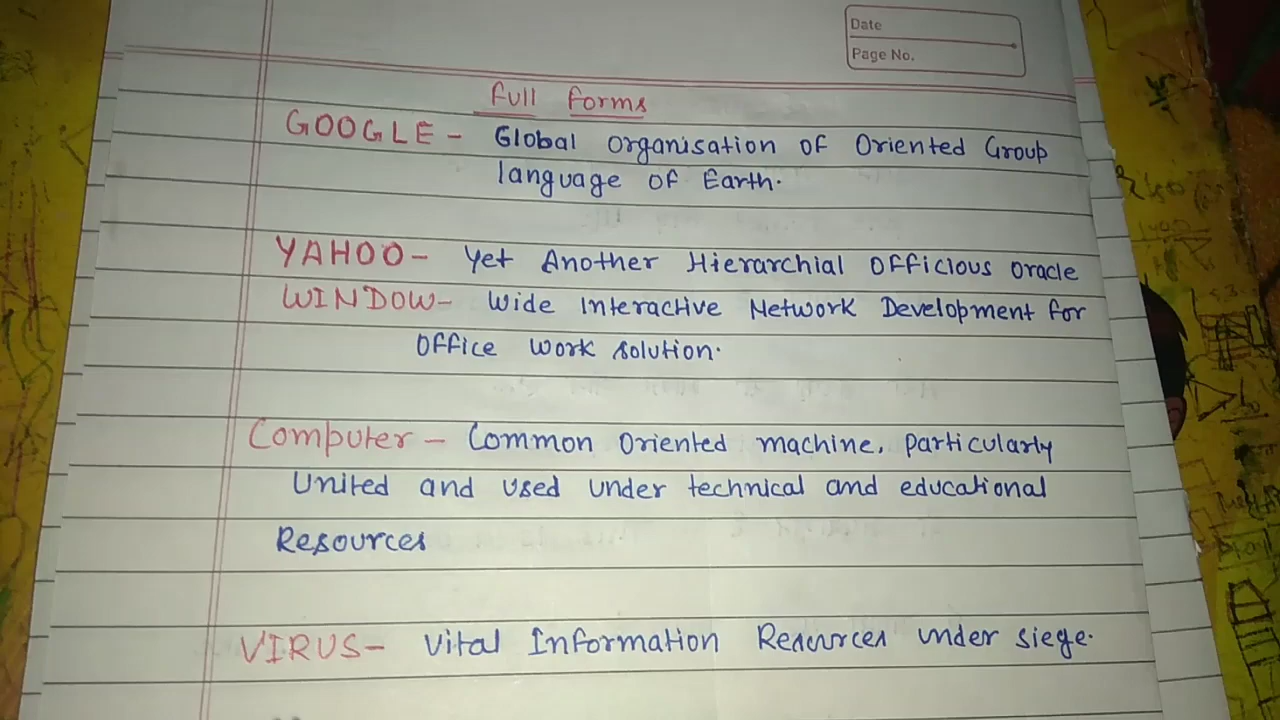 Date
Page No.
Full Forms
GOOGLE - Global Organisation OF Oriented Group
language OF Earth.
YAHOO - Yet Another Hierarchial OFFicious Oracle
WINDOW - Wide Interactive Network Development For
OFFice Work solution.
Computer - Common Oriented machine, particularly
United and used under technical and educational
Resources
VIRUS - Vital Information Resources under siege.